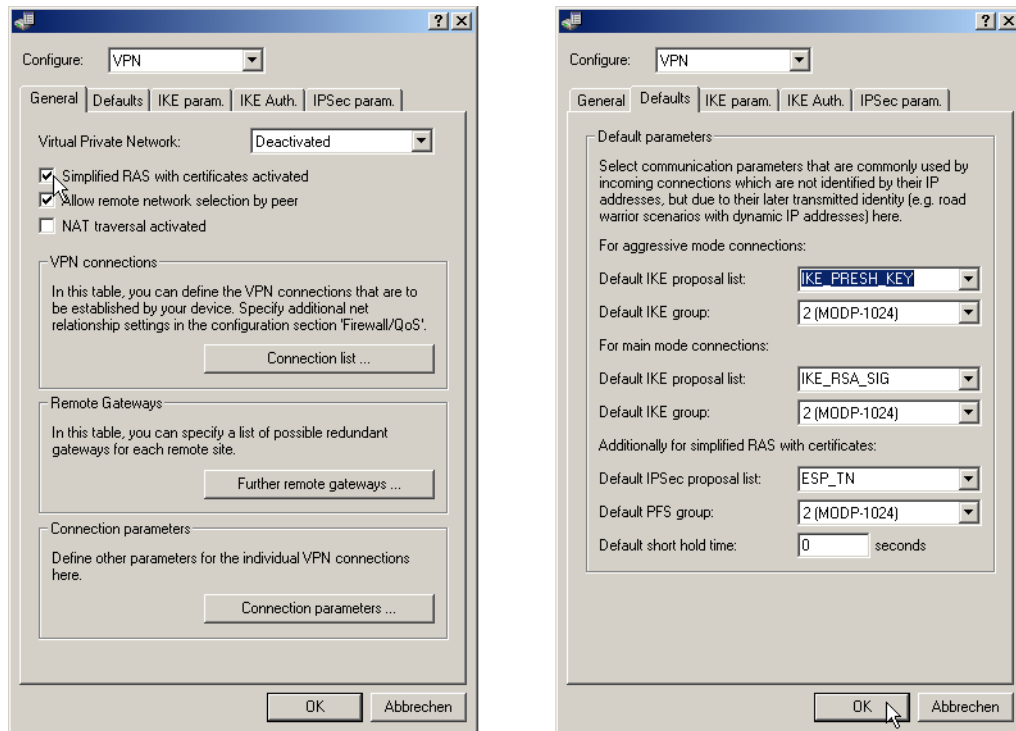 Configure: VPN
General Defaults IKE param. IKE Auth. IPSec param.
Virtual Private Network: Deactivated
Simplified RAS with certificates activated
Allow remote network selection by peer
NAT traversal activated
VPN connections
In this table, you can define the VPN connections that are to
be established by your device. Specify additional net
relationship settings in the configuration section 'Firewall/QoS'.
Connection list ...
Remote Gateways
In this table, you can specify a list of possible redundant
gateways for each remote site.
Further remote gateways ...
Connection parameters
Define other parameters for the individual VPN connections
here.
Connection parameters ...
OK Abbrechen
Configure: VPN
General Defaults IKE param. IKE Auth. IPSec param.
Default parameters
Select communication parameters that are commonly used by
incoming connections which are not identified by their IP
addresses, but due to their later transmitted identity (e.g. road
warrior scenarios with dynamic IP addresses) here.
For aggressive mode connections:
Default IKE proposal list: IKE_PRESH_KEY
Default IKE group: 2 (MODP-1024)
For main mode connections:
Default IKE proposal list: IKE_RSA_SIG
Default IKE group: 2 (MODP-1024)
Additionally for simplified RAS with certificates:
Default IPSec proposal list: ESP_TN
Default PFS group: 2 (MODP-1024)
Default short hold time: 0 seconds
OK Abbrechen